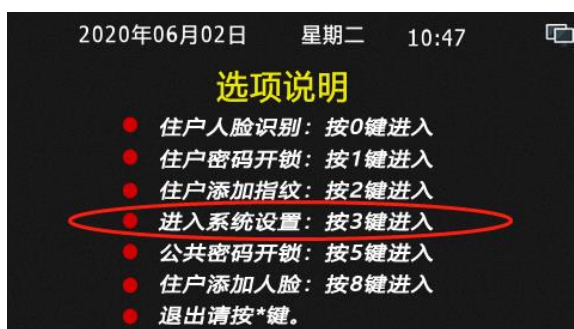 2020年06月02日 星期二 10:47
选项说明
住户人脸识别：按0键进入
住户密码开锁：按1键进入
住户添加指纹：按2键进入
进入系统设置：按3键进入
公共密码开锁：按5键进入
住户添加人脸：按8键进入
退出请按*键。